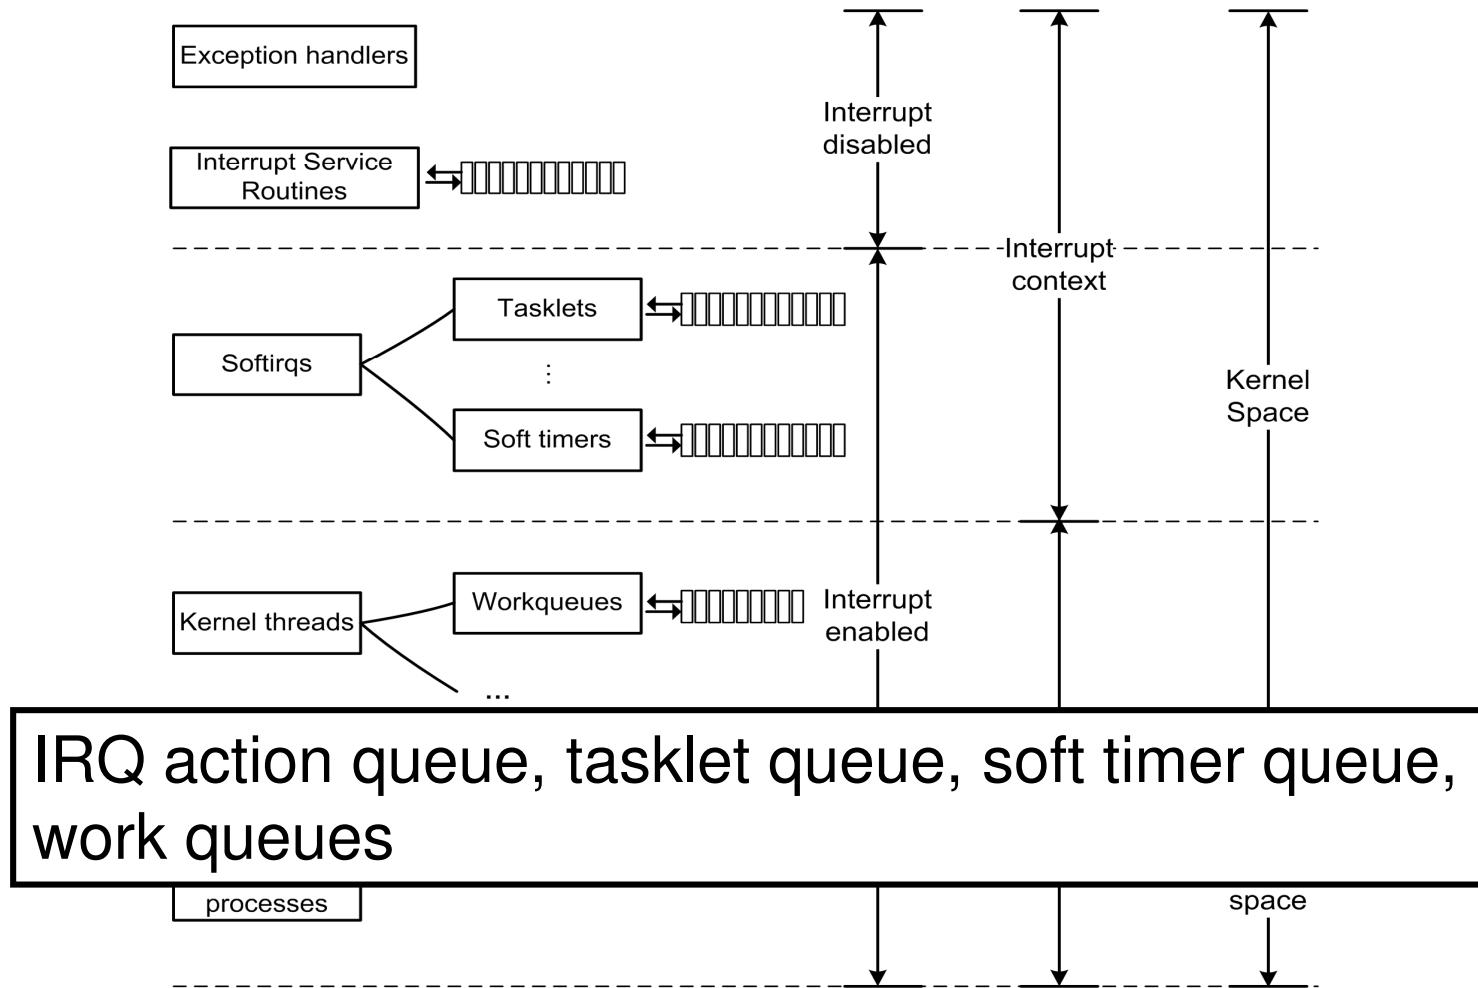 Exception handlers
Interrupt
disabled
Interrupt Service
Routines
Interrupt
context
Tasklets
Softirqs
⋮
Kernel
Space
Soft timers
Workqueues
Interrupt
enabled
Kernel threads
...
IRQ action queue, tasklet queue, soft timer queue,
work queues
processes
space